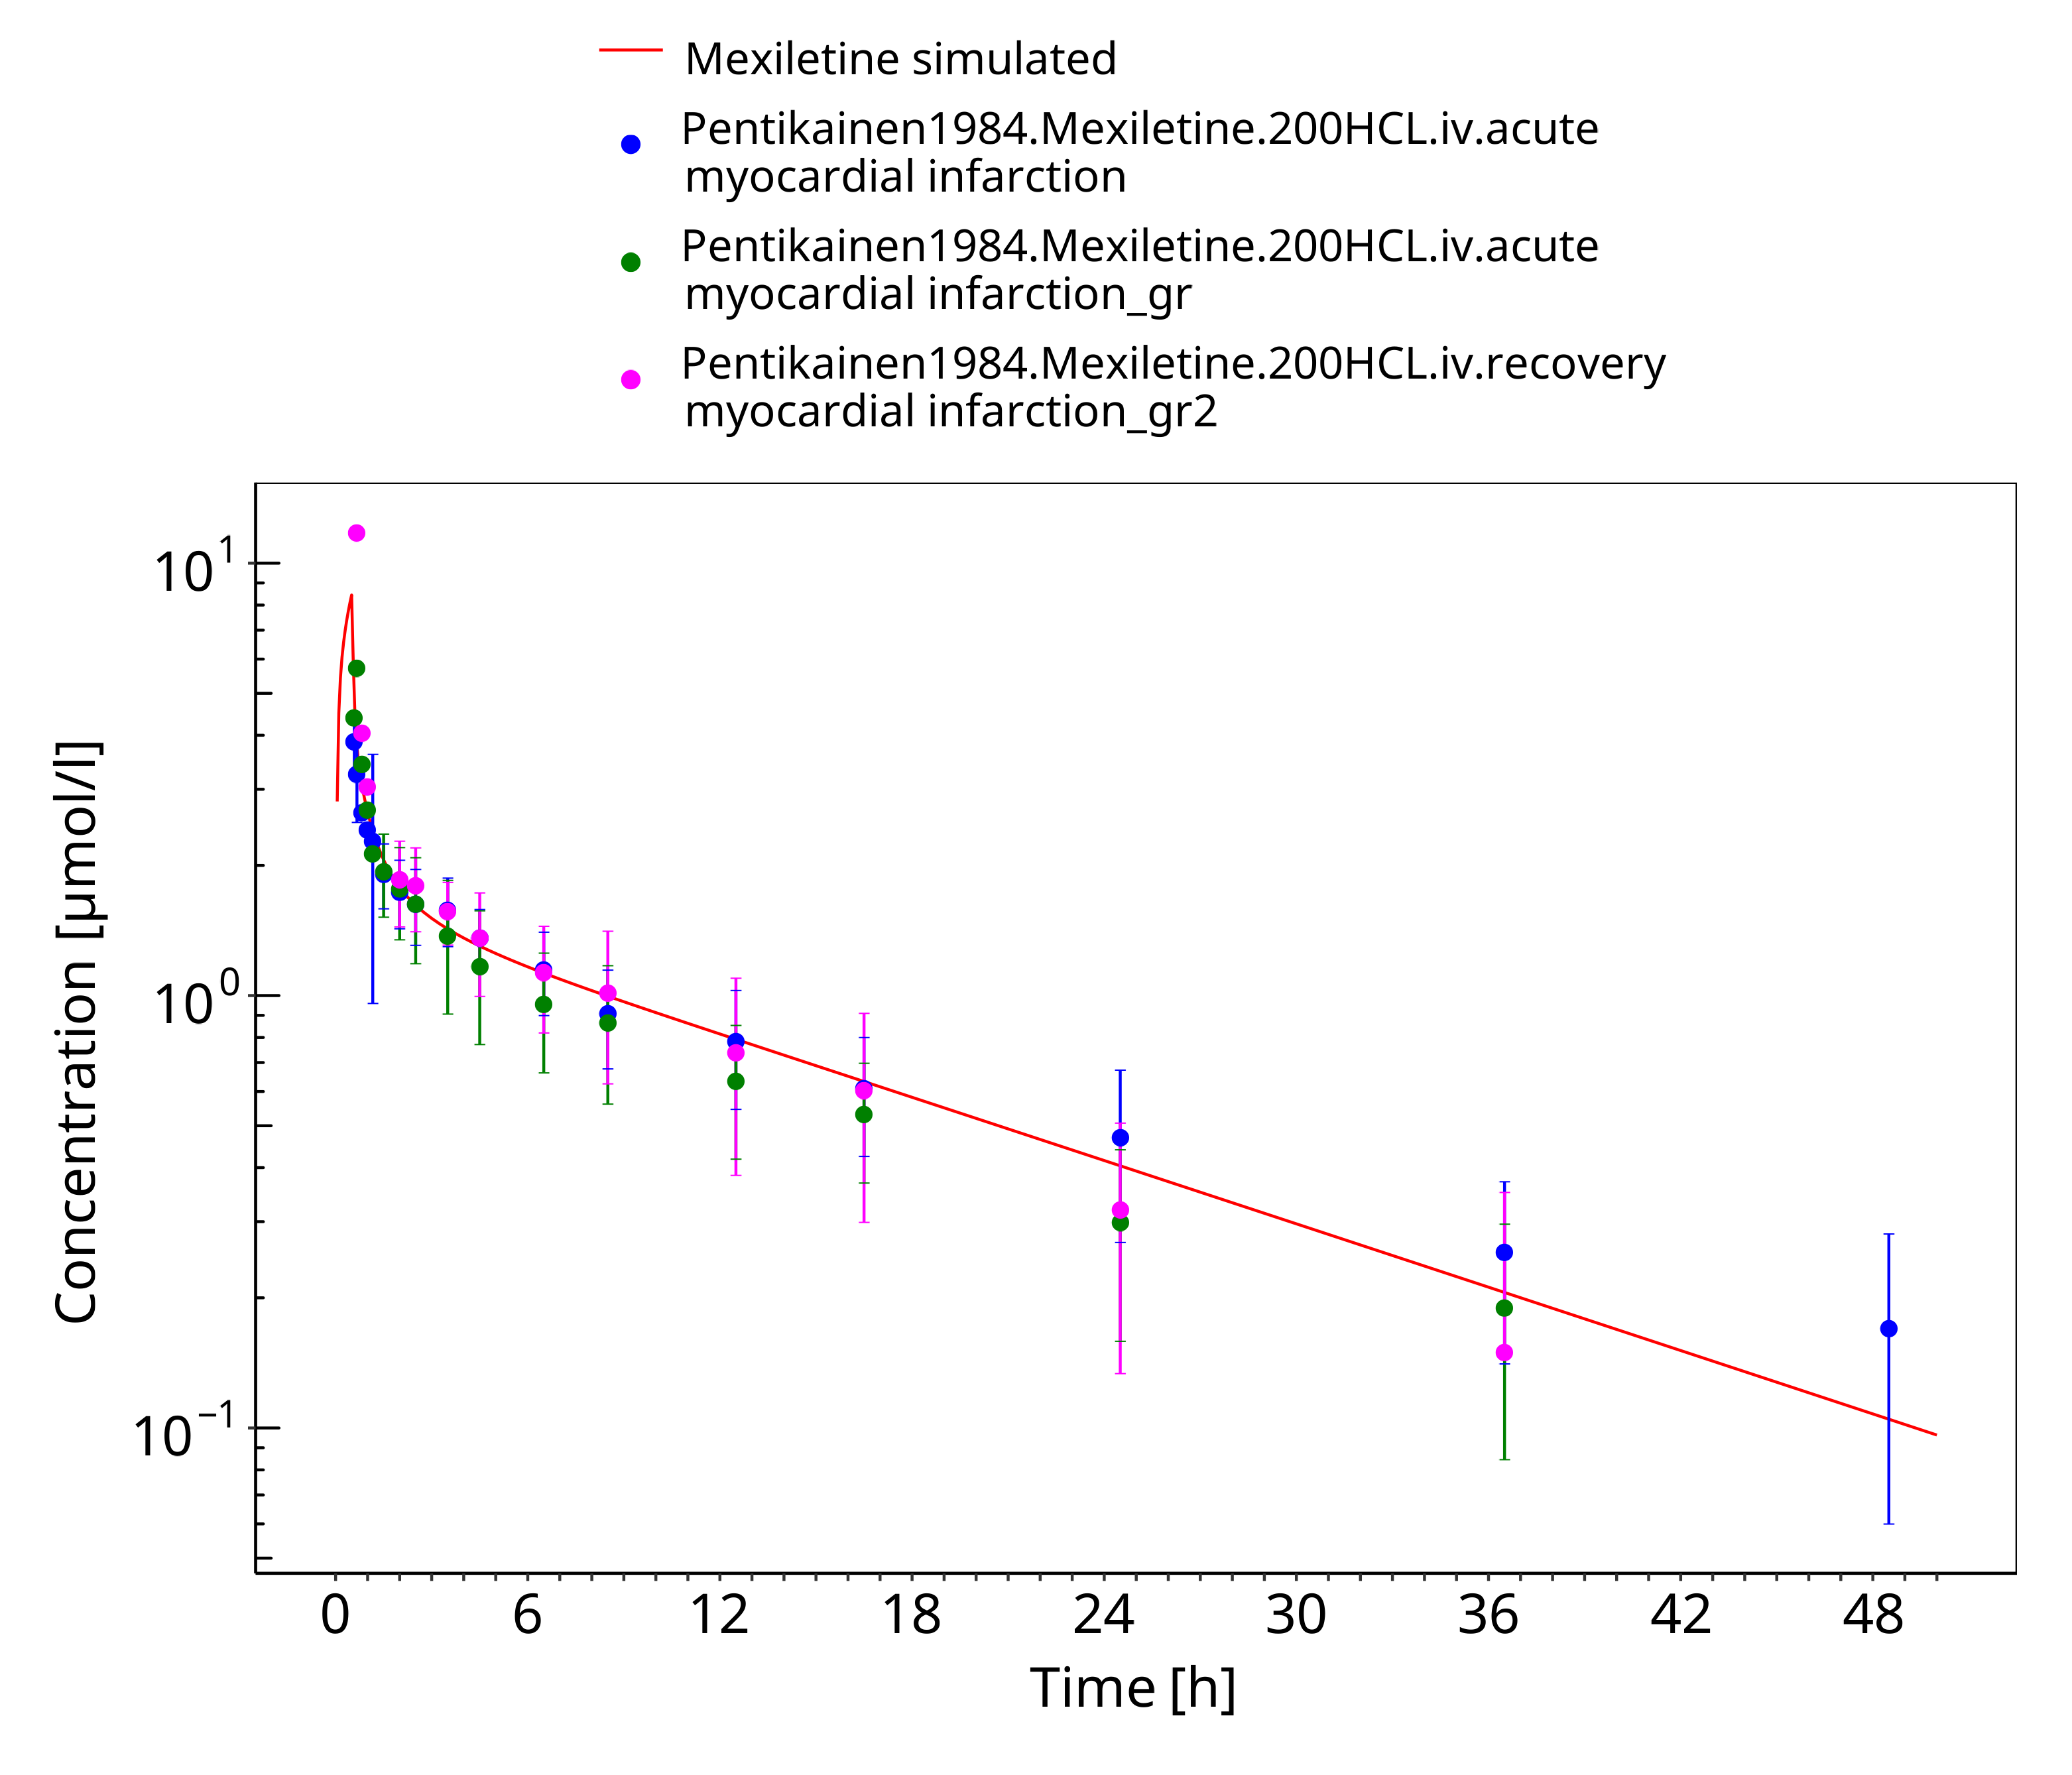 Mexiletine simulated
Pentikainen1984.Mexiletine.200HCL.iv.acute
myocardial infarction
Pentikainen1984.Mexiletine.200HCL.iv.acute
myocardial infarction_gr
Pentikainen1984.Mexiletine.200HCL.iv.recovery
myocardial infarction_gr2
10^1
10^0
10^−1
Concentration [µmol/l]
0 6 12 18 24 30 36 42 48
Time [h]